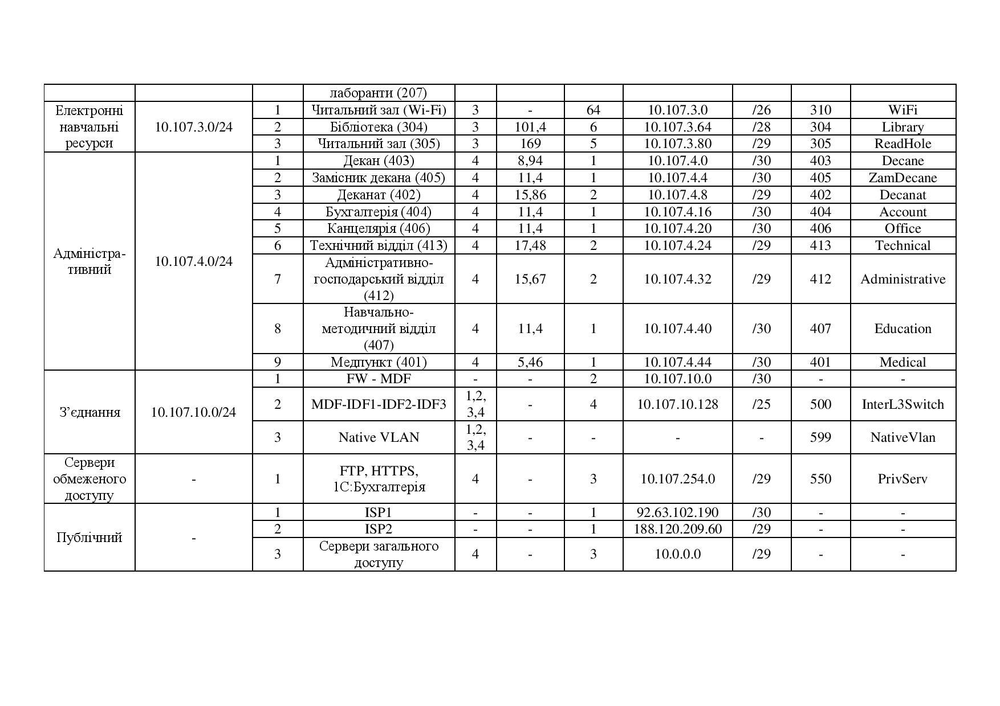 лаборанти (207)
Електронні навчальні ресурси 10.107.3.0/24 1 Читальний зал (Wi-Fi) 3 - 64 10.107.3.0 /26 310 WiFi
2 Бібліотека (304) 3 101,4 6 10.107.3.64 /28 304 Library
3 Читальний зал (305) 3 169 5 10.107.3.80 /29 305 ReadHole
Адміністра-тивний 10.107.4.0/24 1 Декан (403) 4 8,94 1 10.107.4.0 /30 403 Decane
2 Замісник декана (405) 4 11,4 1 10.107.4.4 /30 405 ZamDecane
3 Деканат (402) 4 15,86 2 10.107.4.8 /29 402 Decanat
4 Бухгалтерія (404) 4 11,4 1 10.107.4.16 /30 404 Account
5 Канцелярія (406) 4 11,4 1 10.107.4.20 /30 406 Office
6 Технічний відділ (413) 4 17,48 2 10.107.4.24 /29 413 Technical
7 Адміністративно-господарський відділ (412) 4 15,67 2 10.107.4.32 /29 412 Administrative
8 Навчально-методичний відділ (407) 4 11,4 1 10.107.4.40 /30 407 Education
9 Медпункт (401) 4 5,46 1 10.107.4.44 /30 401 Medical
З’єднання 10.107.10.0/24 1 FW - MDF - - 2 10.107.10.0 /30 - -
2 MDF-IDF1-IDF2-IDF3 1,2, 3,4 - 4 10.107.10.128 /25 500 InterL3Switch
3 Native VLAN 1,2, 3,4 - - - - 599 NativeVlan
Сервери обмеженого доступу - 1 FTP, HTTPS, 1С:Бухгалтерія 4 - 3 10.107.254.0 /29 550 PrivServ
Публічний - 1 ISP1 - - 1 92.63.102.190 /30 - -
2 ISP2 - - 1 188.120.209.60 /29 - -
3 Сервери загального доступу 4 - 3 10.0.0.0 /29 - -